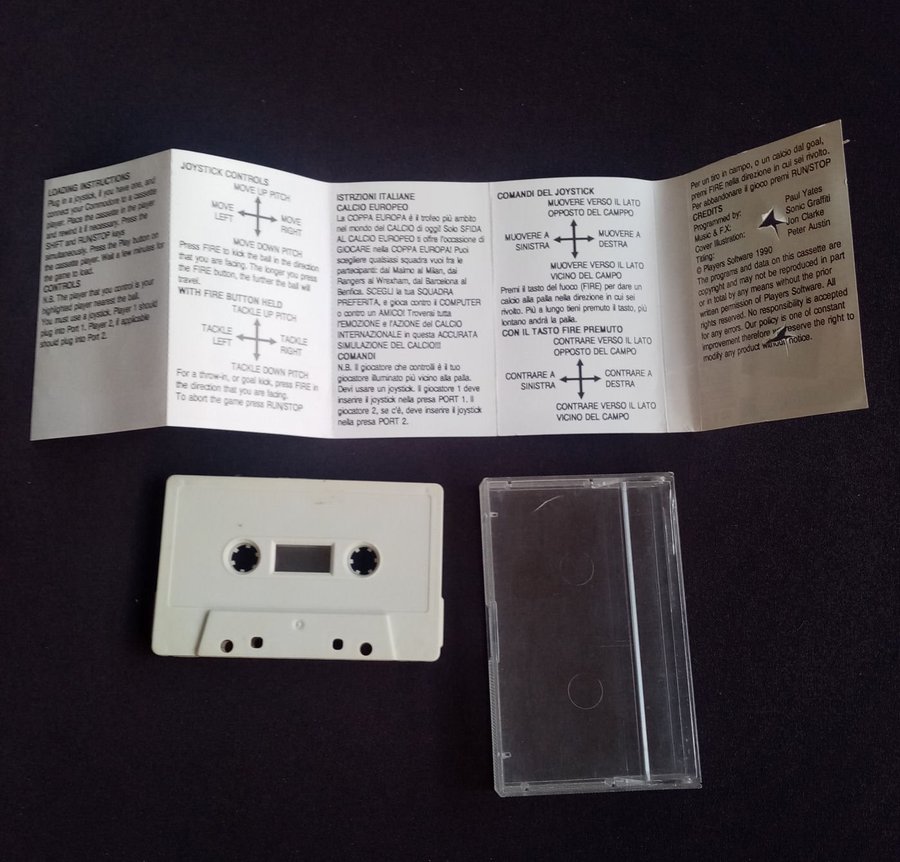 LOADING INSTRUCTIONS
Plug in a joystick, if you have one, and
connect your Commodore to a cassette
player. Place the cassette in the player
and rewind it if necessary. Press the
SHIFT and RUN/STOP keys
simultaneously. Press the Play button on
the cassette player. Wait a few minutes for
the game to load.
CONTROLS
N.B. The player that you control is your
highlighted player nearest the ball.
You must use a joystick. Player 1 should
plug into Port 1. Player 2, if applicable
should plug into Port 2.
JOYSTICK CONTROLS
MOVE UP PITCH
MOVE LEFT
MOVE RIGHT
MOVE DOWN PITCH
Press FIRE to kick the ball in the direction
that you are facing. The longer you press
the FIRE button, the further the ball will
travel.
WITH FIRE BUTTON HELD
TACKLE UP PITCH
TACKLE LEFT
TACKLE RIGHT
TACKLE DOWN PITCH
For a throw-in, or goal kick, press FIRE in
the direction that you are facing.
To abort the game press RUN/STOP
ISTRZIONI ITALIANE
CALCIO EUROPEO
La COPPA EUROPA è il trofeo più ambito
nel mondo del CALCIO di oggi! Solo SFIDA
AL CALCIO EUROPEO ti offre l'occasione di
GIOCARE nella COPPA EUROPA! Puoi
scegliere qualsiasi squadra vuoi fra le
partecipanti: dal Malmo al Milan, dai
Rangers al Wrexham, dal Barcelona al
Benfica. SCEGLI la tua SQUADRA
PREFERITA, e gioca contro il COMPUTER
o contro un AMICO! Troverai tutta
l'EMOZIONE e l'AZIONE del CALCIO
INTERNAZIONALE in questa ACCURATA
SIMULAZIONE DEL CALCIO!!!
COMANDI
N.B. Il giocatore che controlli è il tuo
giocatore illuminato più vicino alla palla.
Devi usare un joystick. Il giocatore 1 deve
inserire il joystick nella presa PORT 1. Il
giocatore 2, se c'è, deve inserire il joystick
nella presa PORT 2.
COMANDI DEL JOYSTICK
MUOVERE VERSO IL LATO
OPPOSTO DEL CAMPPO
MUOVERE A SINISTRA
MUOVERE A DESTRA
MUOVERE VERSO IL LATO
VICINO DEL CAMPO
Premi il tasto del fuoco (FIRE) per dare un
calcio alla palla nella direzione in cui sei
rivolto. Più a lungo tieni premuto il tasto, più
lontano andrà la palla.
CON IL TASTO FIRE PREMUTO
CONTRARE VERSO IL LATO
OPPOSTO DEL CAMPO
CONTRARE A SINISTRA
CONTRARE A DESTRA
CONTRARE VERSO IL LATO
VICINO DEL CAMPO
Per un tiro in campo, o un calcio dal goal,
premi FIRE nella direzione in cui sei rivolto.
Per abbandonare il gioco premi RUN/STOP
CREDITS
Programmed by: Paul Yates
Music & F.X: Sonic Graffiti
Cover Illustration: Jon Clarke
Titling: Peter Austin
© Players Software 1990
The programs and data on this cassette are
copyright and may not be reproduced in part
or in total by any means without the prior
written permission of Players Software. All
rights reserved. No responsibility is accepted
for any errors. Our policy is one of constant
improvement therefore we reserve the right to
modify any product without notice.